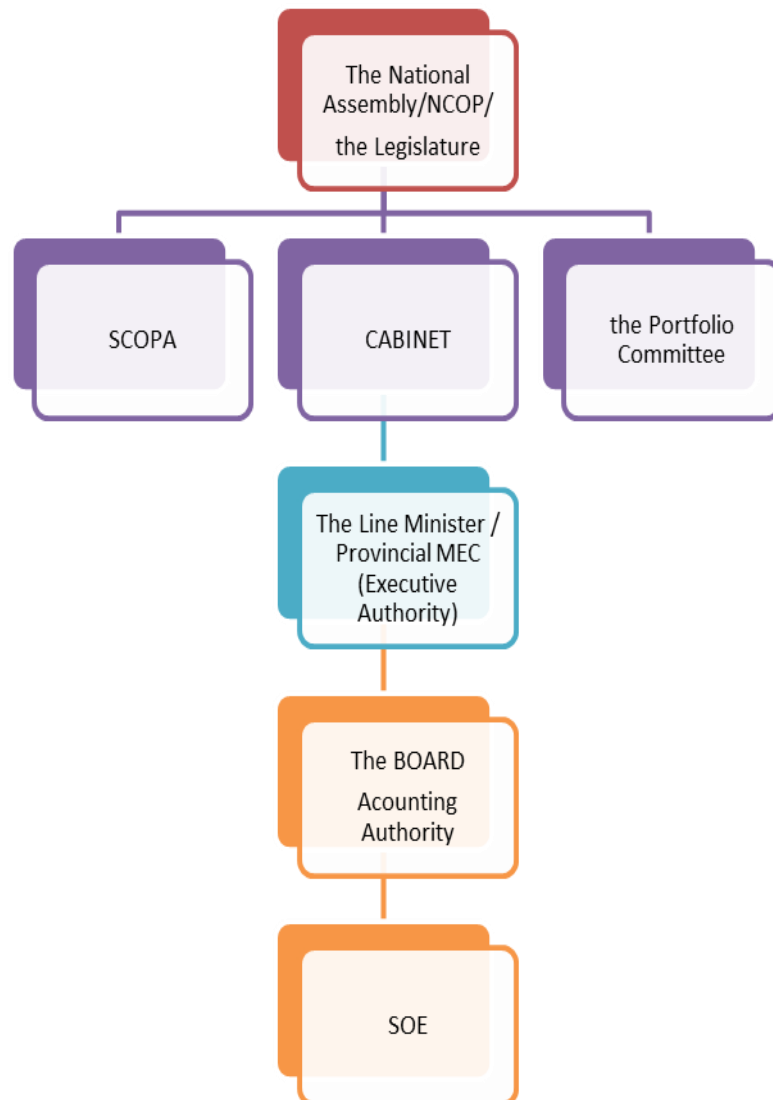 The National
Assembly/NCOP/
the Legislature
SCOPA
CABINET
the Portfolio
Committee
The Line Minister /
Provincial MEC
(Executive
Authority)
The BOARD
Acounting
Authority
SOE